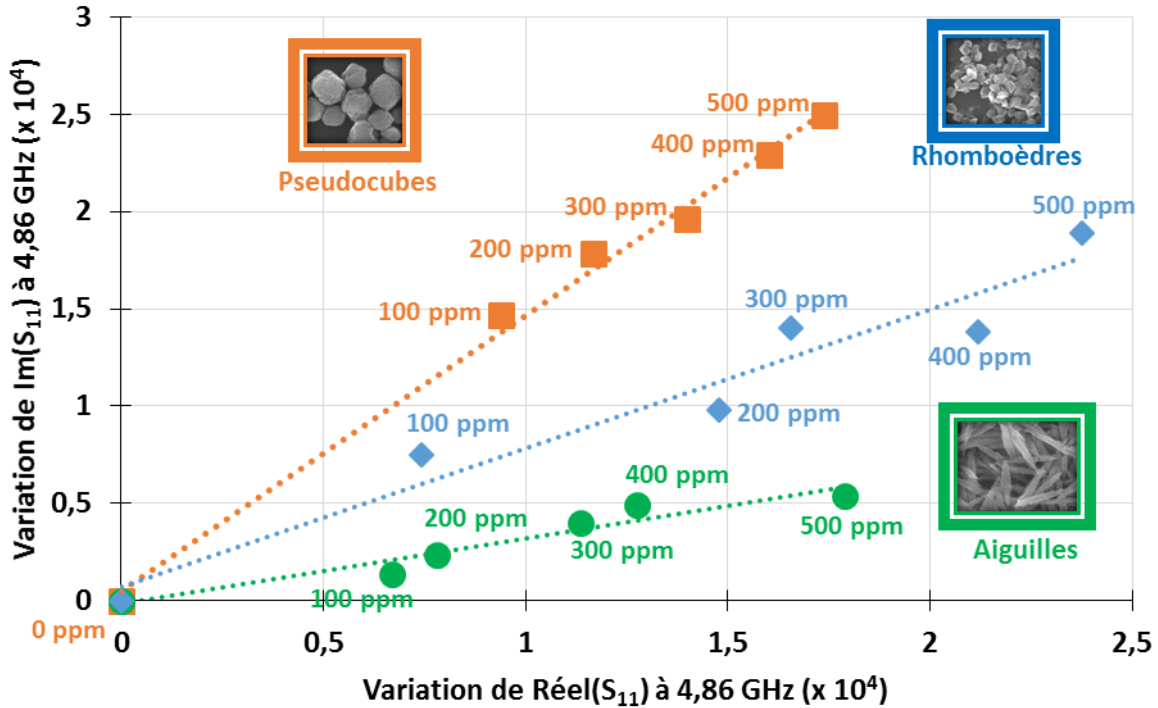 Variation de Im(S₁₁) à 4,86 GHz (x 10⁴)
3
2,5
2
1,5
1
0,5
0
Pseudocubes
500 ppm
400 ppm
300 ppm
200 ppm
100 ppm
0 ppm
Rhomboèdres
500 ppm
300 ppm
400 ppm
100 ppm
200 ppm
Aiguilles
400 ppm
200 ppm
300 ppm
500 ppm
100 ppm
0
0,5
1
1,5
2
2,5
Variation de Réel(S₁₁) à 4,86 GHz (x 10⁴)